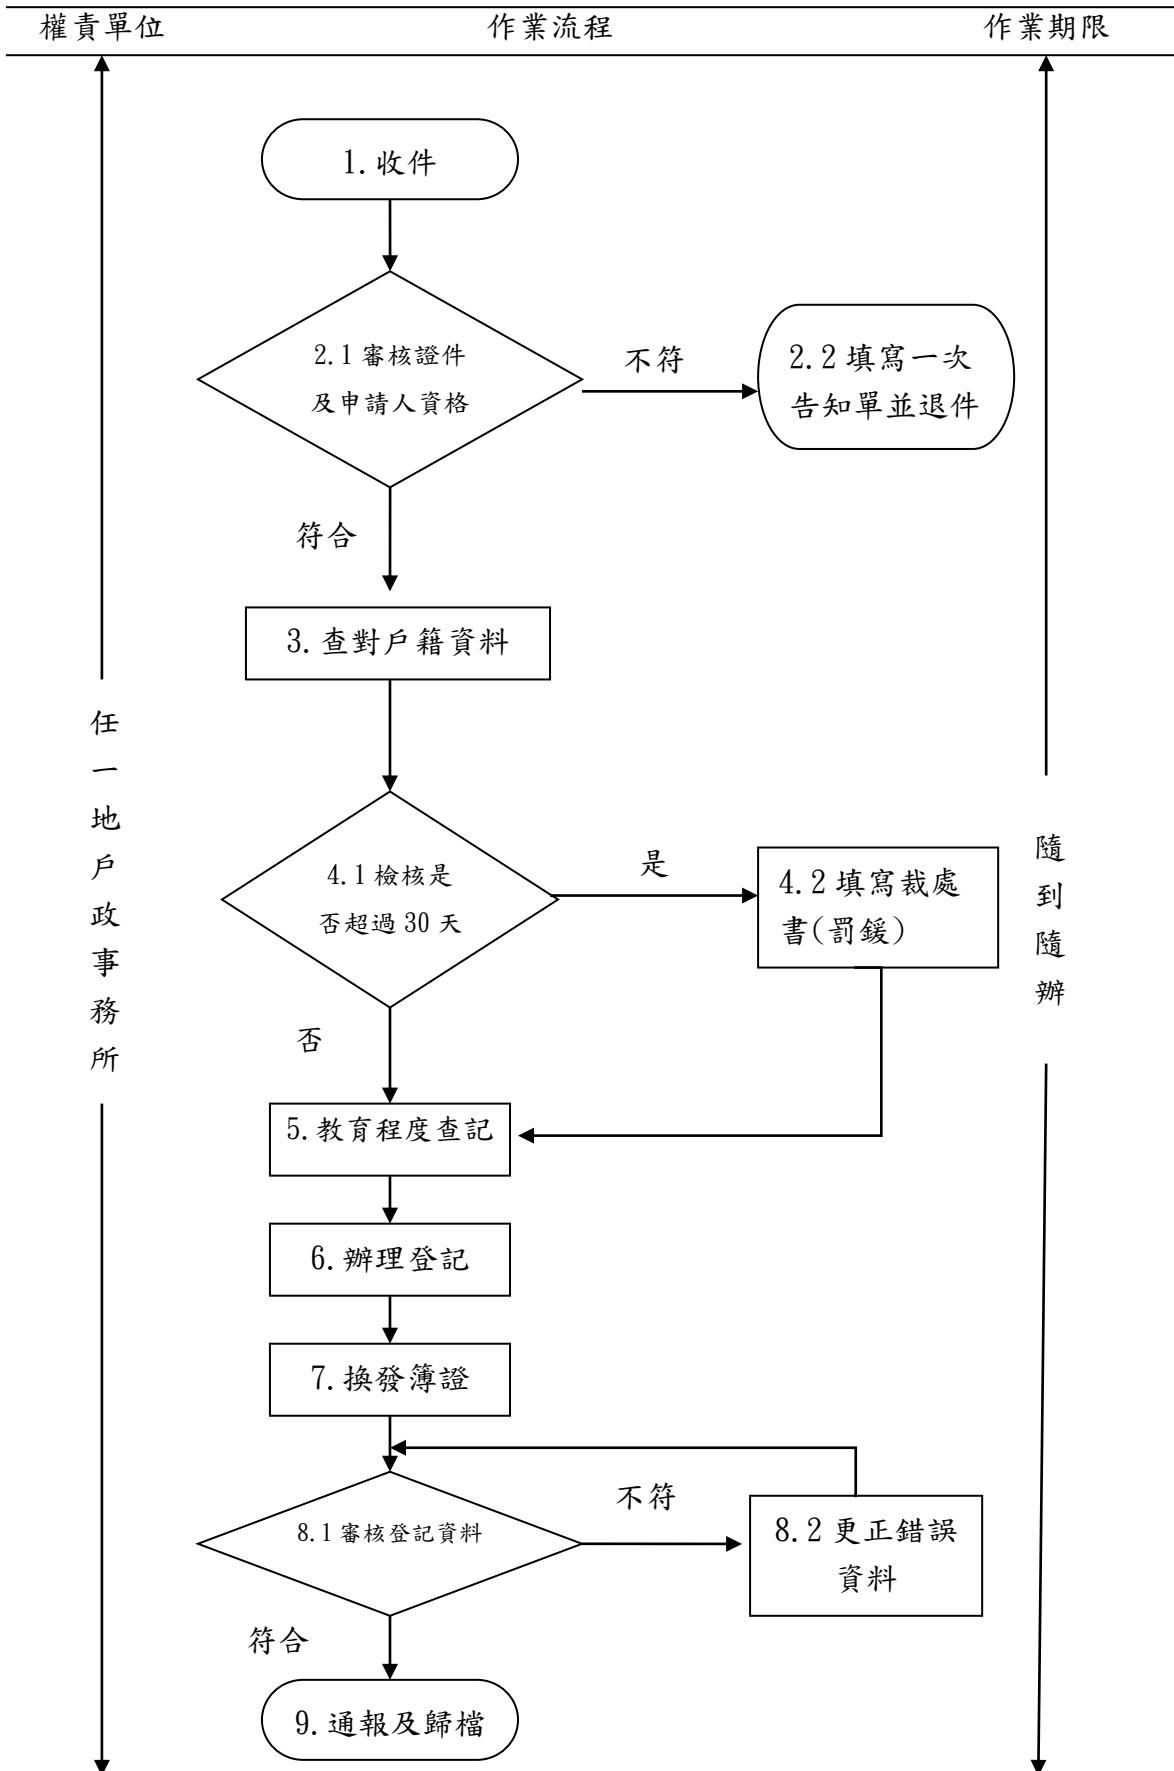 權責單位 作業流程 作業期限
1.收件
2.1 審核證件
及申請人資格
不符
2.2 填寫一次
告知單並退件
符合
3.查對戶籍資料
任一地戶政事務所
4.1 檢核是
否超過 30 天
是
4.2 填寫裁處
書(罰鍰)
隨到隨辦
否
5.教育程度查記
6.辦理登記
7.換發簿證
8.1 審核登記資料
不符
8.2 更正錯誤
資料
符合
9.通報及歸檔